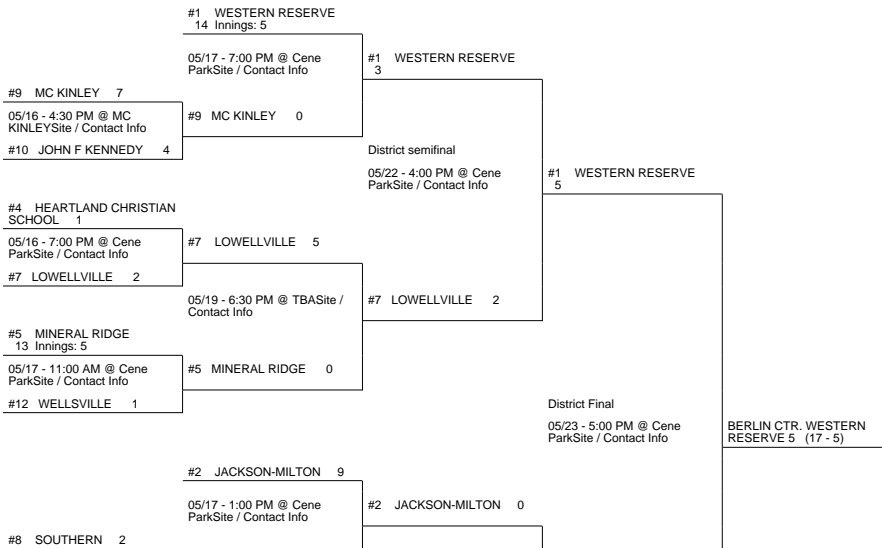 #1 WESTERN RESERVE
14 Innings: 5
05/17 - 7:00 PM @ Cene
ParkSite / Contact Info
#1 WESTERN RESERVE
3
#9 MC KINLEY 7
05/16 - 4:30 PM @ MC
KINLEYSite / Contact Info
#9 MC KINLEY 0
#10 JOHN F KENNEDY 4
District semifinal
05/22 - 4:00 PM @ Cene
ParkSite / Contact Info
#1 WESTERN RESERVE
5
#4 HEARTLAND CHRISTIAN
SCHOOL 1
05/16 - 7:00 PM @ Cene
ParkSite / Contact Info
#7 LOWELLVILLE 5
#7 LOWELLVILLE 2
05/19 - 6:30 PM @ TBASite /
Contact Info
#7 LOWELLVILLE 2
#5 MINERAL RIDGE
13 Innings: 5
05/17 - 11:00 AM @ Cene
ParkSite / Contact Info
#5 MINERAL RIDGE 0
#12 WELLSVILLE 1
District Final
05/23 - 5:00 PM @ Cene
ParkSite / Contact Info
BERLIN CTR. WESTERN
RESERVE 5 (17 - 5)
#2 JACKSON-MILTON 9
05/17 - 1:00 PM @ Cene
ParkSite / Contact Info
#2 JACKSON-MILTON 0
#8 SOUTHERN 2